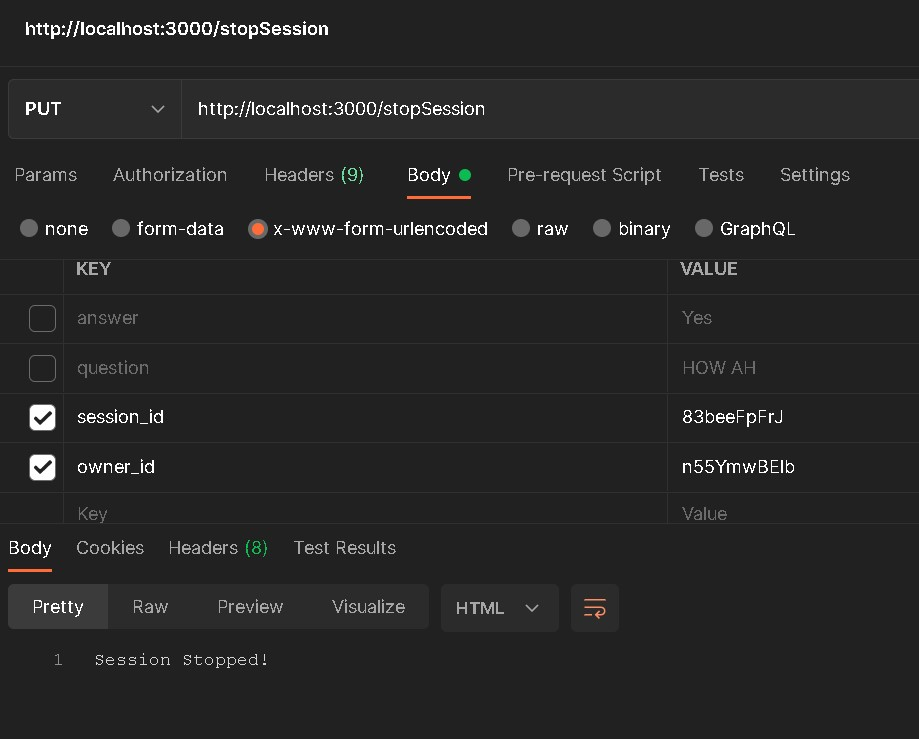 http://localhost:3000/stopSession
PUT http://localhost:3000/stopSession
Params Authorization Headers (9) Body Pre-request Script Tests Settings
none form-data x-www-form-urlencoded raw binary GraphQL
KEY VALUE
answer Yes
question HOW AH
session_id 83beeFpFrJ
owner_id n55YmwBElb
Key Value
Body Cookies Headers (8) Test Results
Pretty Raw Preview Visualize HTML
1 Session Stopped!